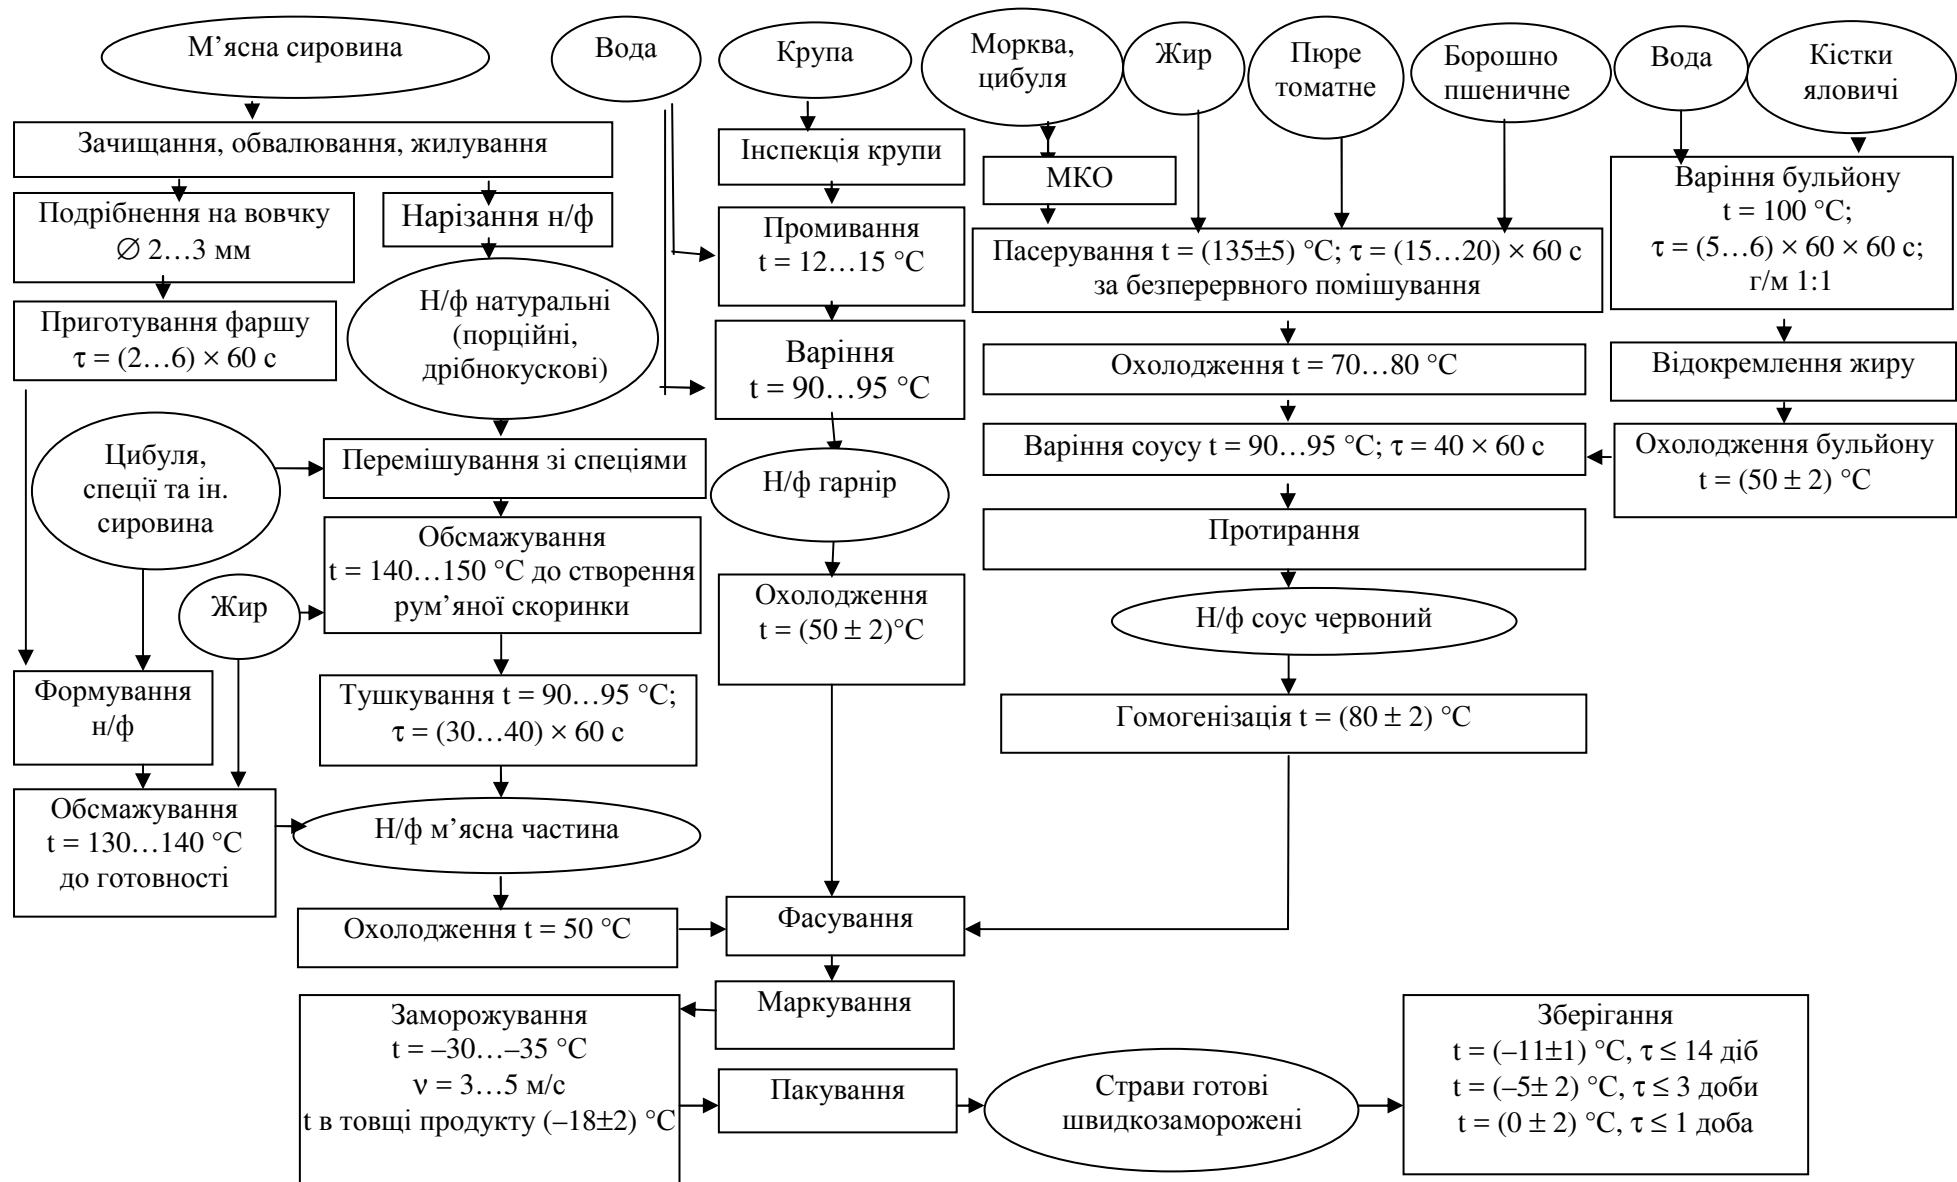 М’ясна сировина
Вода
Крупа
Морква,
цибуля
Жир
Пюре
томатне
Борошно
пшеничне
Вода
Кістки
яловичі
Зачищання, обвалювання, жилування
Подрібнення на вовчку
∅ 2…3 мм
Нарізання н/ф
Приготування фаршу
τ = (2…6) × 60 с
Н/ф натуральні
(порційні,
дрібнокускові)
Інспекція крупи
Промивання
t = 12…15 °С
Варіння
t = 90…95 °С
МКО
Пасерування t = (135±5) °С; τ = (15…20) × 60 с
за безперервного помішування
Варіння бульйону
t = 100 °С;
τ = (5…6) × 60 × 60 с;
г/м 1:1
Охолодження t = 70…80 °С
Відокремлення жиру
Варіння соусу t = 90…95 °С; τ = 40 × 60 с
Охолодження бульйону
t = (50 ± 2) °С
Цибуля,
спеції та ін.
сировина
Перемішування зі спеціями
Н/ф гарнір
Протирання
Обсмажування
t = 140…150 °С до створення
рум’яної скоринки
Жир
Охолодження
t = (50 ± 2)°С
Н/ф соус червоний
Формування
н/ф
Тушкування t = 90…95 °С;
τ = (30…40) × 60 с
Гомогенізація t = (80 ± 2) °С
Обсмажування
t = 130…140 °С
до готовності
Н/ф м’ясна частина
Охолодження t = 50 °С
Фасування
Маркування
Заморожування
t = –30…–35 °С
ν = 3…5 м/с
t в товщі продукту (–18±2) °С
Пакування
Страви готові
швидкозаморожені
Зберігання
t = (–11±1) °С, τ ≤ 14 діб
t = (–5± 2) °С, τ ≤ 3 доби
t = (0 ± 2) °С, τ ≤ 1 доба